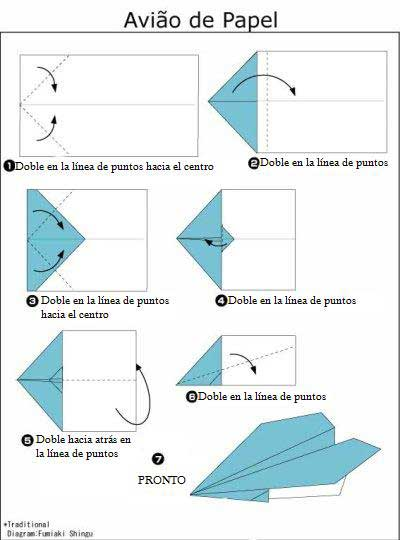 Avião de Papel
❶Doble en la línea de puntos hacia el centro
❷Doble en la línea de puntos
❸ Doble en la línea de puntos
hacia el centro
❹Doble en la línea de puntos
❺ Doble hacia atrás en
la línea de puntos
❻Doble en la línea de puntos
❼
PRONTO
*Traditional
Diagram:Fumiaki Shingu